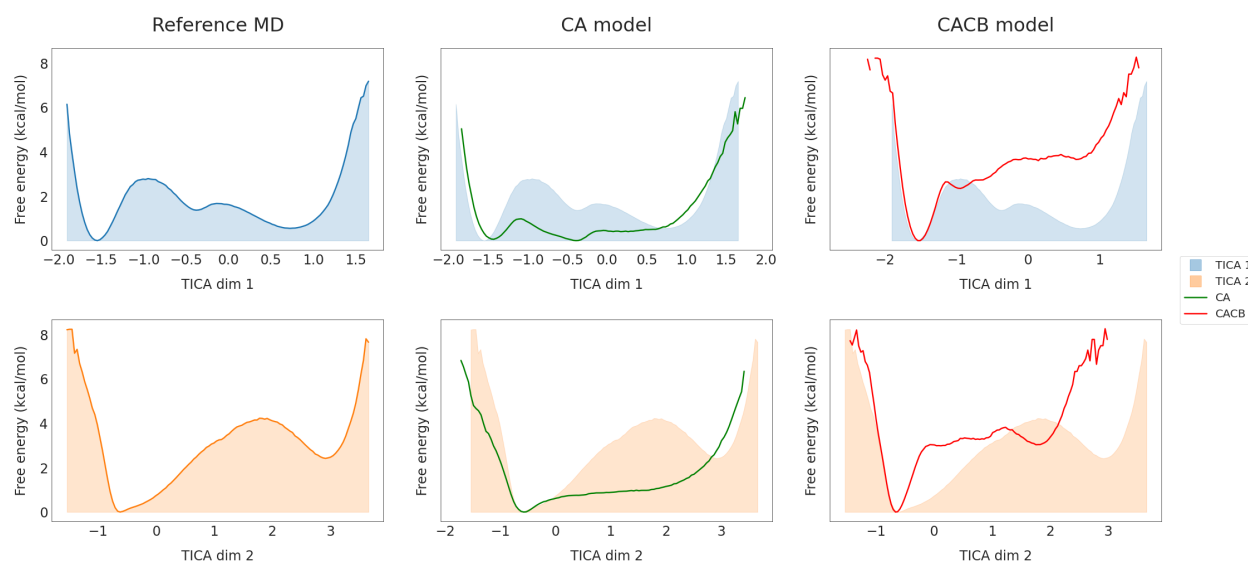 Reference MD
CA model
CACB model
Free energy (kcal/mol)
8
6
4
2
0
−2.0 −1.5 −1.0 −0.5 0.0 0.5 1.0 1.5
TICA dim 1
Free energy (kcal/mol)
−2.0 −1.5 −1.0 −0.5 0.0 0.5 1.0 1.5 2.0
TICA dim 1
Free energy (kcal/mol)
−2 −1 0 1
TICA dim 1
TICA 1
TICA 2
CA
CACB
Free energy (kcal/mol)
8
6
4
2
0
−1 0 1 2 3
TICA dim 2
Free energy (kcal/mol)
−2 −1 0 1 2 3
TICA dim 2
Free energy (kcal/mol)
−1 0 1 2 3
TICA dim 2